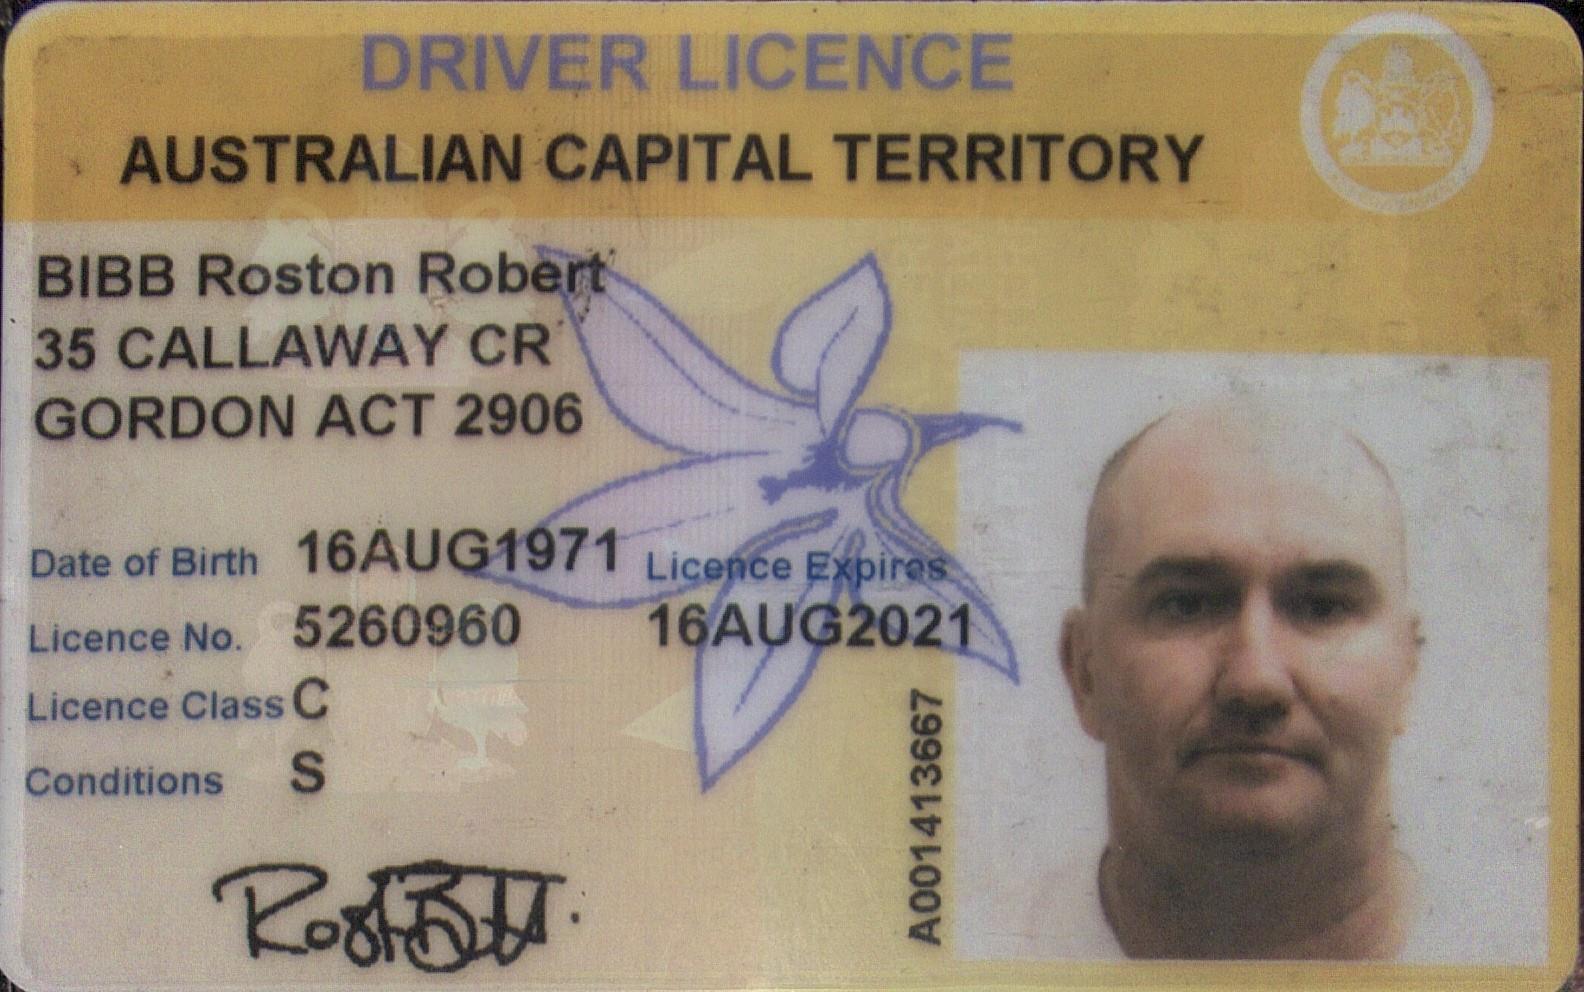 DRIVER LICENCE
AUSTRALIAN CAPITAL TERRITORY
BIBB Roston Robert
35 CALLAWAY CR
GORDON ACT 2906
Date of Birth 16AUG1971 Licence Expires
Licence No. 5260960 16AUG2021
Licence Class C
Conditions S
A001413667